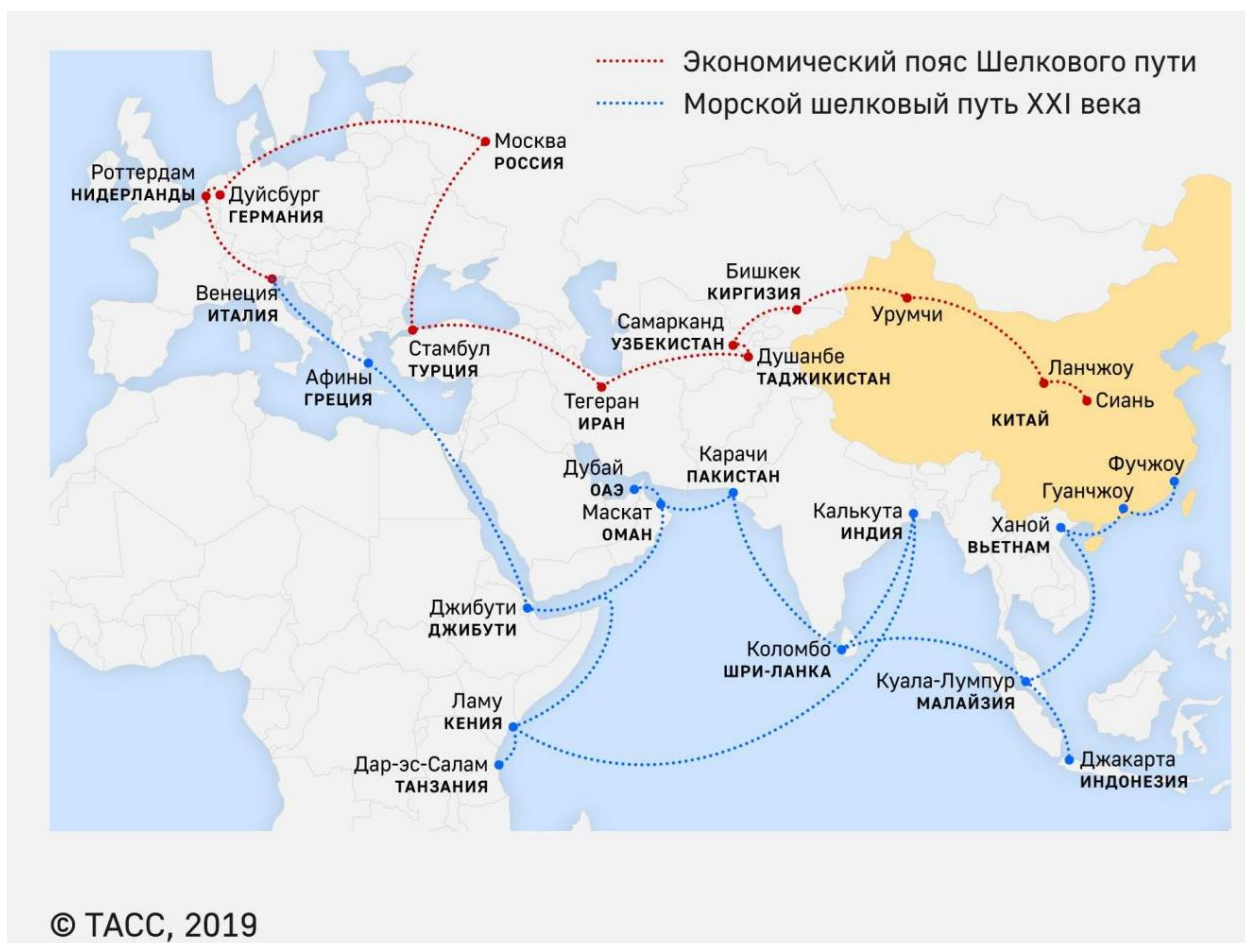 Экономический пояс Шелкового пути
Морской шелковый путь XXI века
Москва
РОССИЯ
Роттердам
НИДЕРЛАНДЫ
Дуйсбург
ГЕРМАНИЯ
Венеция
ИТАЛИЯ
Бишкек
КИРГИЗИЯ
Урумчи
Самарканд
УЗБЕКИСТАН
Стамбул
ТУРЦИЯ
Душанбе
ТАДЖИКИСТАН
Ланчжоу
Афины
ГРЕЦИЯ
Тегеран
ИРАН
Сиань
КИТАЙ
Карачи
ПАКИСТАН
Дубай
ОАЭ
Маскат
ОМАН
Калькута
ИНДИЯ
Фучжоу
Гуанчжоу
Ханой
ВЬЕТНАМ
Джибути
ДЖИБУТИ
Коломбо
ШРИ-ЛАНКА
Куала-Лумпур
МАЛАЙЗИЯ
Ламу
КЕНИЯ
Дар-эс-Салам
ТАНЗАНИЯ
Джакарта
ИНДОНЕЗИЯ
© ТАСС, 2019